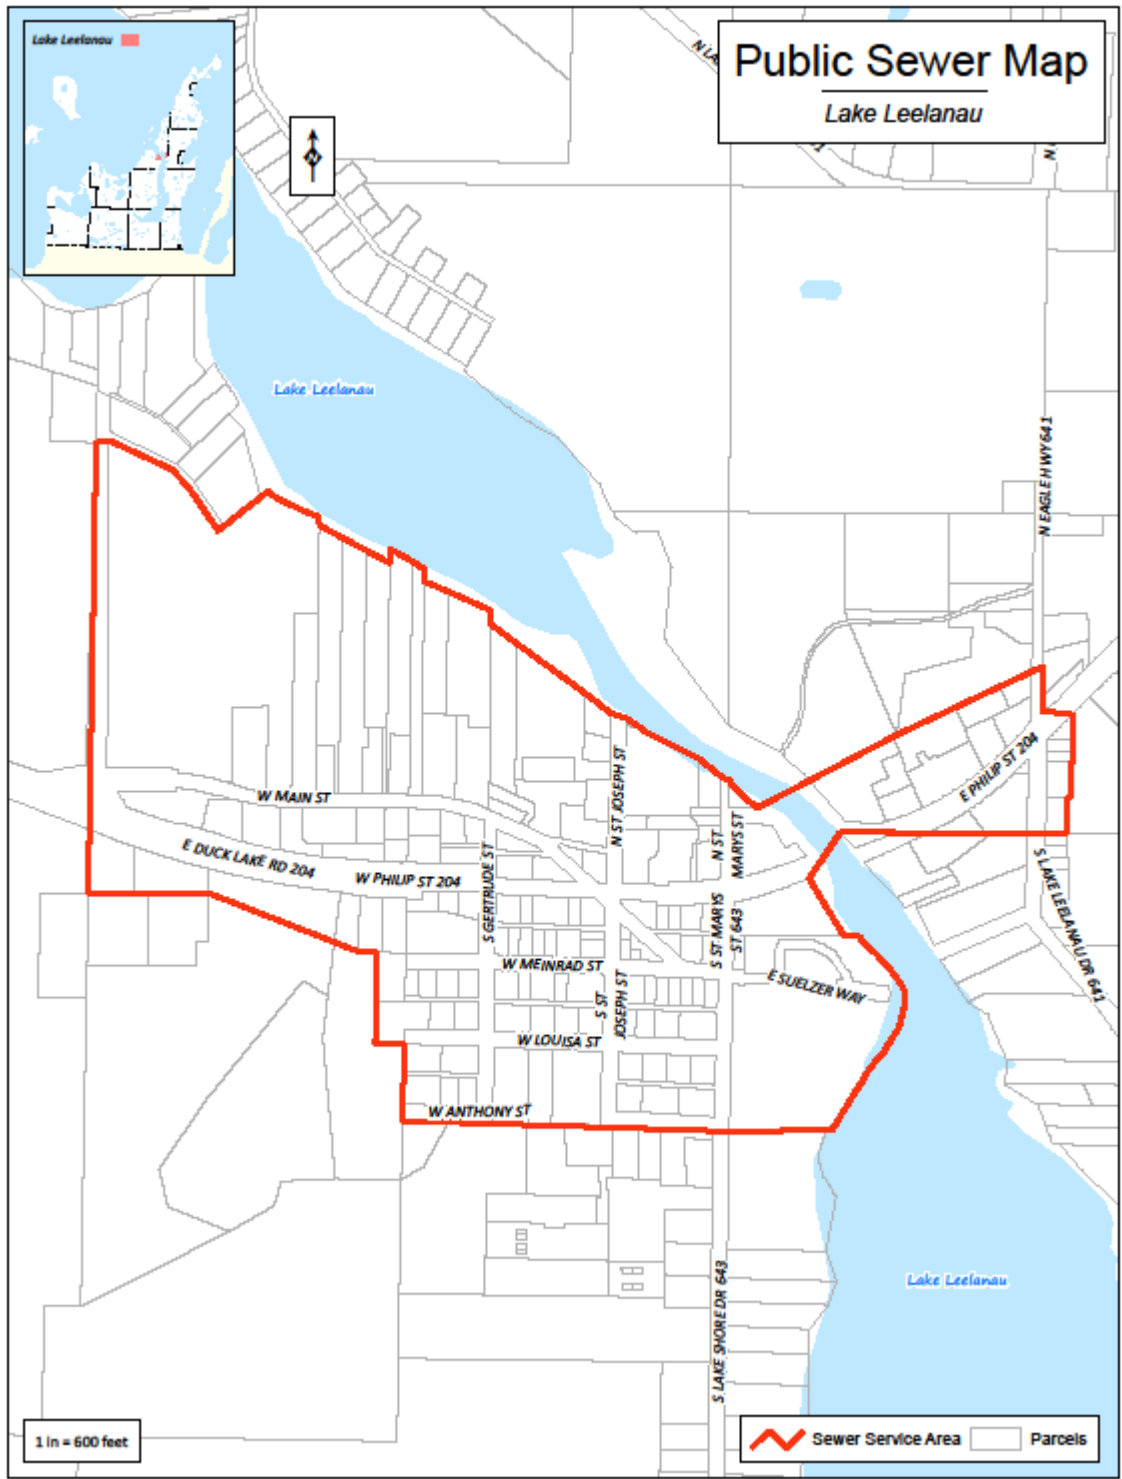 Lake Leelanau
Public Sewer Map
Lake Leelanau
N
Lake Leelanau
N EAGLE HWY 641
E PHILIP ST 204
W MAIN ST
N ST JOSEPH ST
N ST
MARYS ST
E DUCK LAKE RD 204
W PHILIP ST 204
S GERTRUDE ST
S LAKE LEELANAU DR 641
S ST MARYS
ST 643
W MEINRAD ST
E SUELZER WAY
S ST
JOSEPH ST
W LOUISA ST
W ANTHONY ST
Lake Leelanau
S LAKE SHORE DR 643
1 in = 600 feet
Sewer Service Area
Parcels